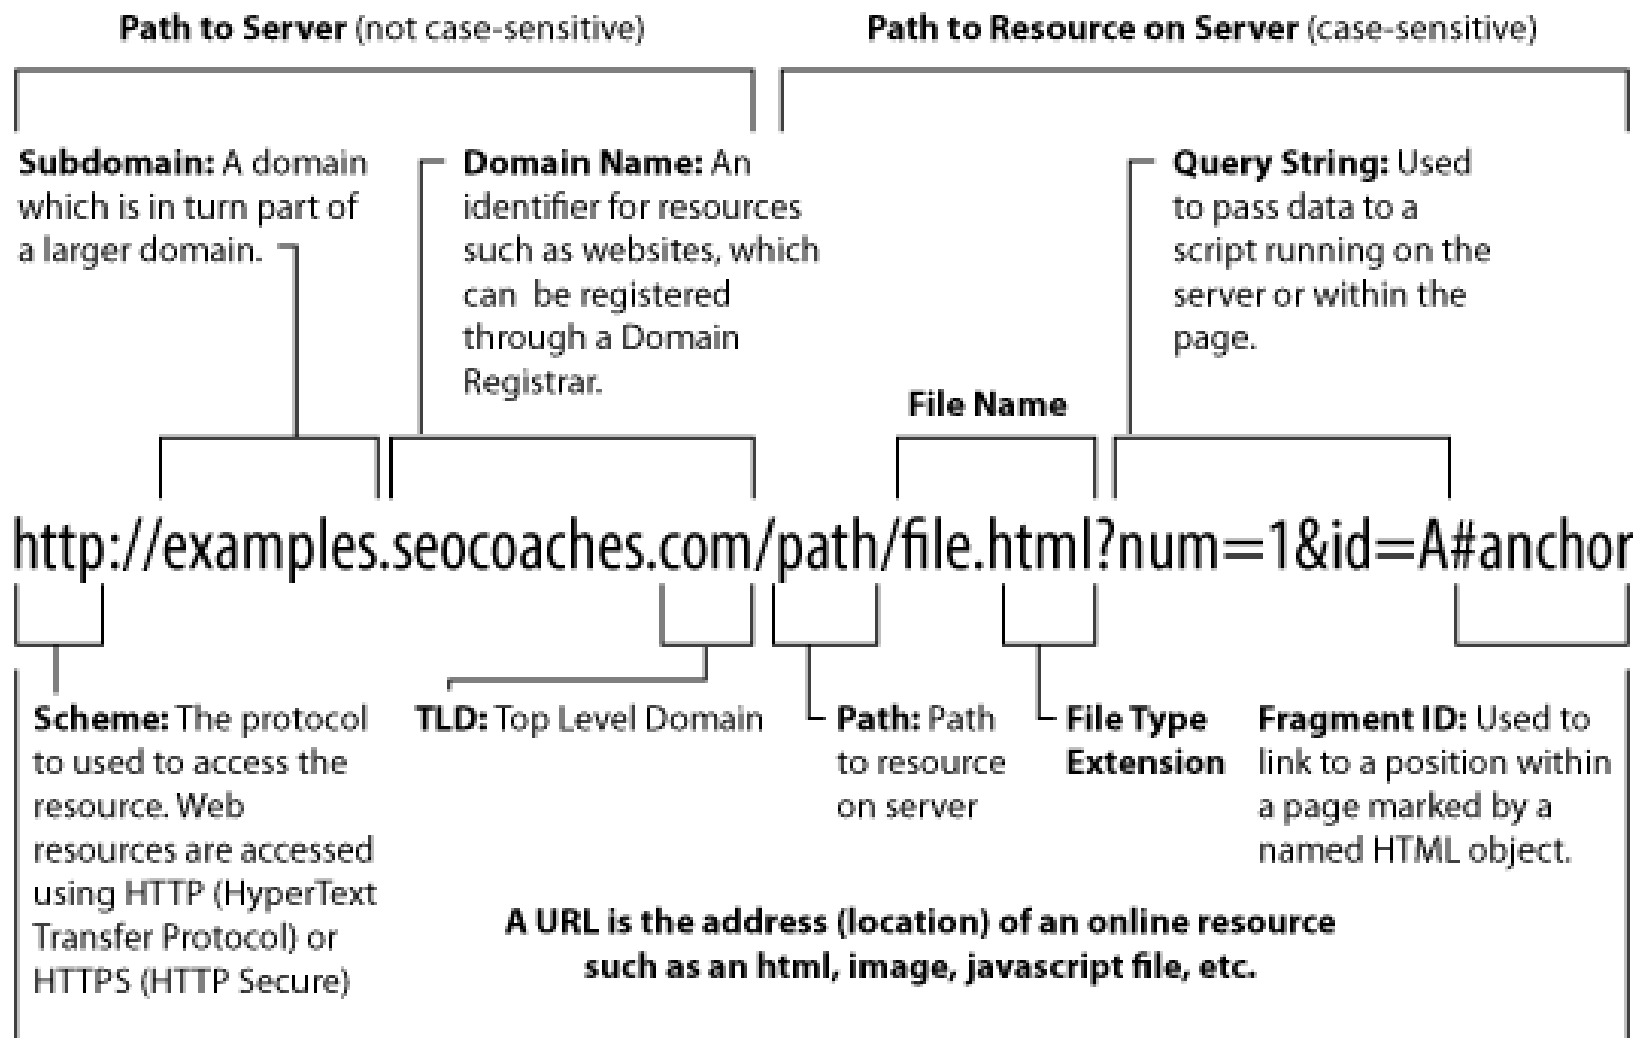 Path to Server (not case-sensitive)
Path to Resource on Server (case-sensitive)
Subdomain: A domain
which is in turn part of
a larger domain.
Domain Name: An
identifier for resources
such as websites, which
can be registered
through a Domain
Registrar.
Query String: Used
to pass data to a
script running on the
server or within the
page.
File Name
http://examples.seocoaches.com/path/file.html?num=1&id=A#anchor
Scheme: The protocol
to used to access the
resource. Web
resources are accessed
using HTTP (HyperText
Transfer Protocol) or
HTTPS (HTTP Secure)
TLD: Top Level Domain
Path: Path
to resource
on server
File Type
Extension
Fragment ID: Used to
link to a position within
a page marked by a
named HTML object.
A URL is the address (location) of an online resource
such as an html, image, javascript file, etc.